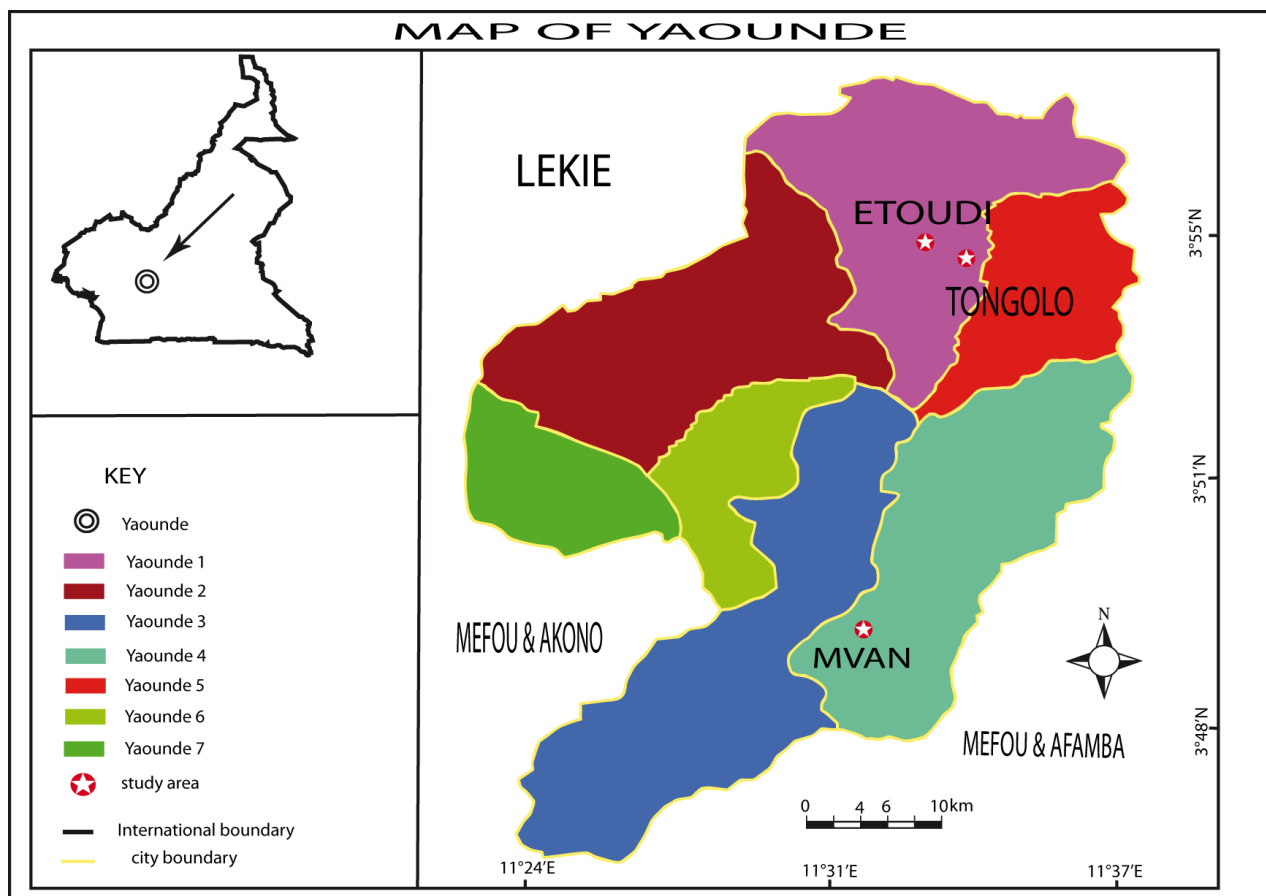 MAP OF YAOUNDE
LEKIE
ETOUDI
TONGOLO
MVAN
MEFOU & AKONO
MEFOU & AFAMBA
N
3°55'N
3°51'N
3°48'N
0 4 6 10km
11°24'E
11°31'E
11°37'E
KEY
Yaounde
Yaounde 1
Yaounde 2
Yaounde 3
Yaounde 4
Yaounde 5
Yaounde 6
Yaounde 7
study area
International boundary
city boundary